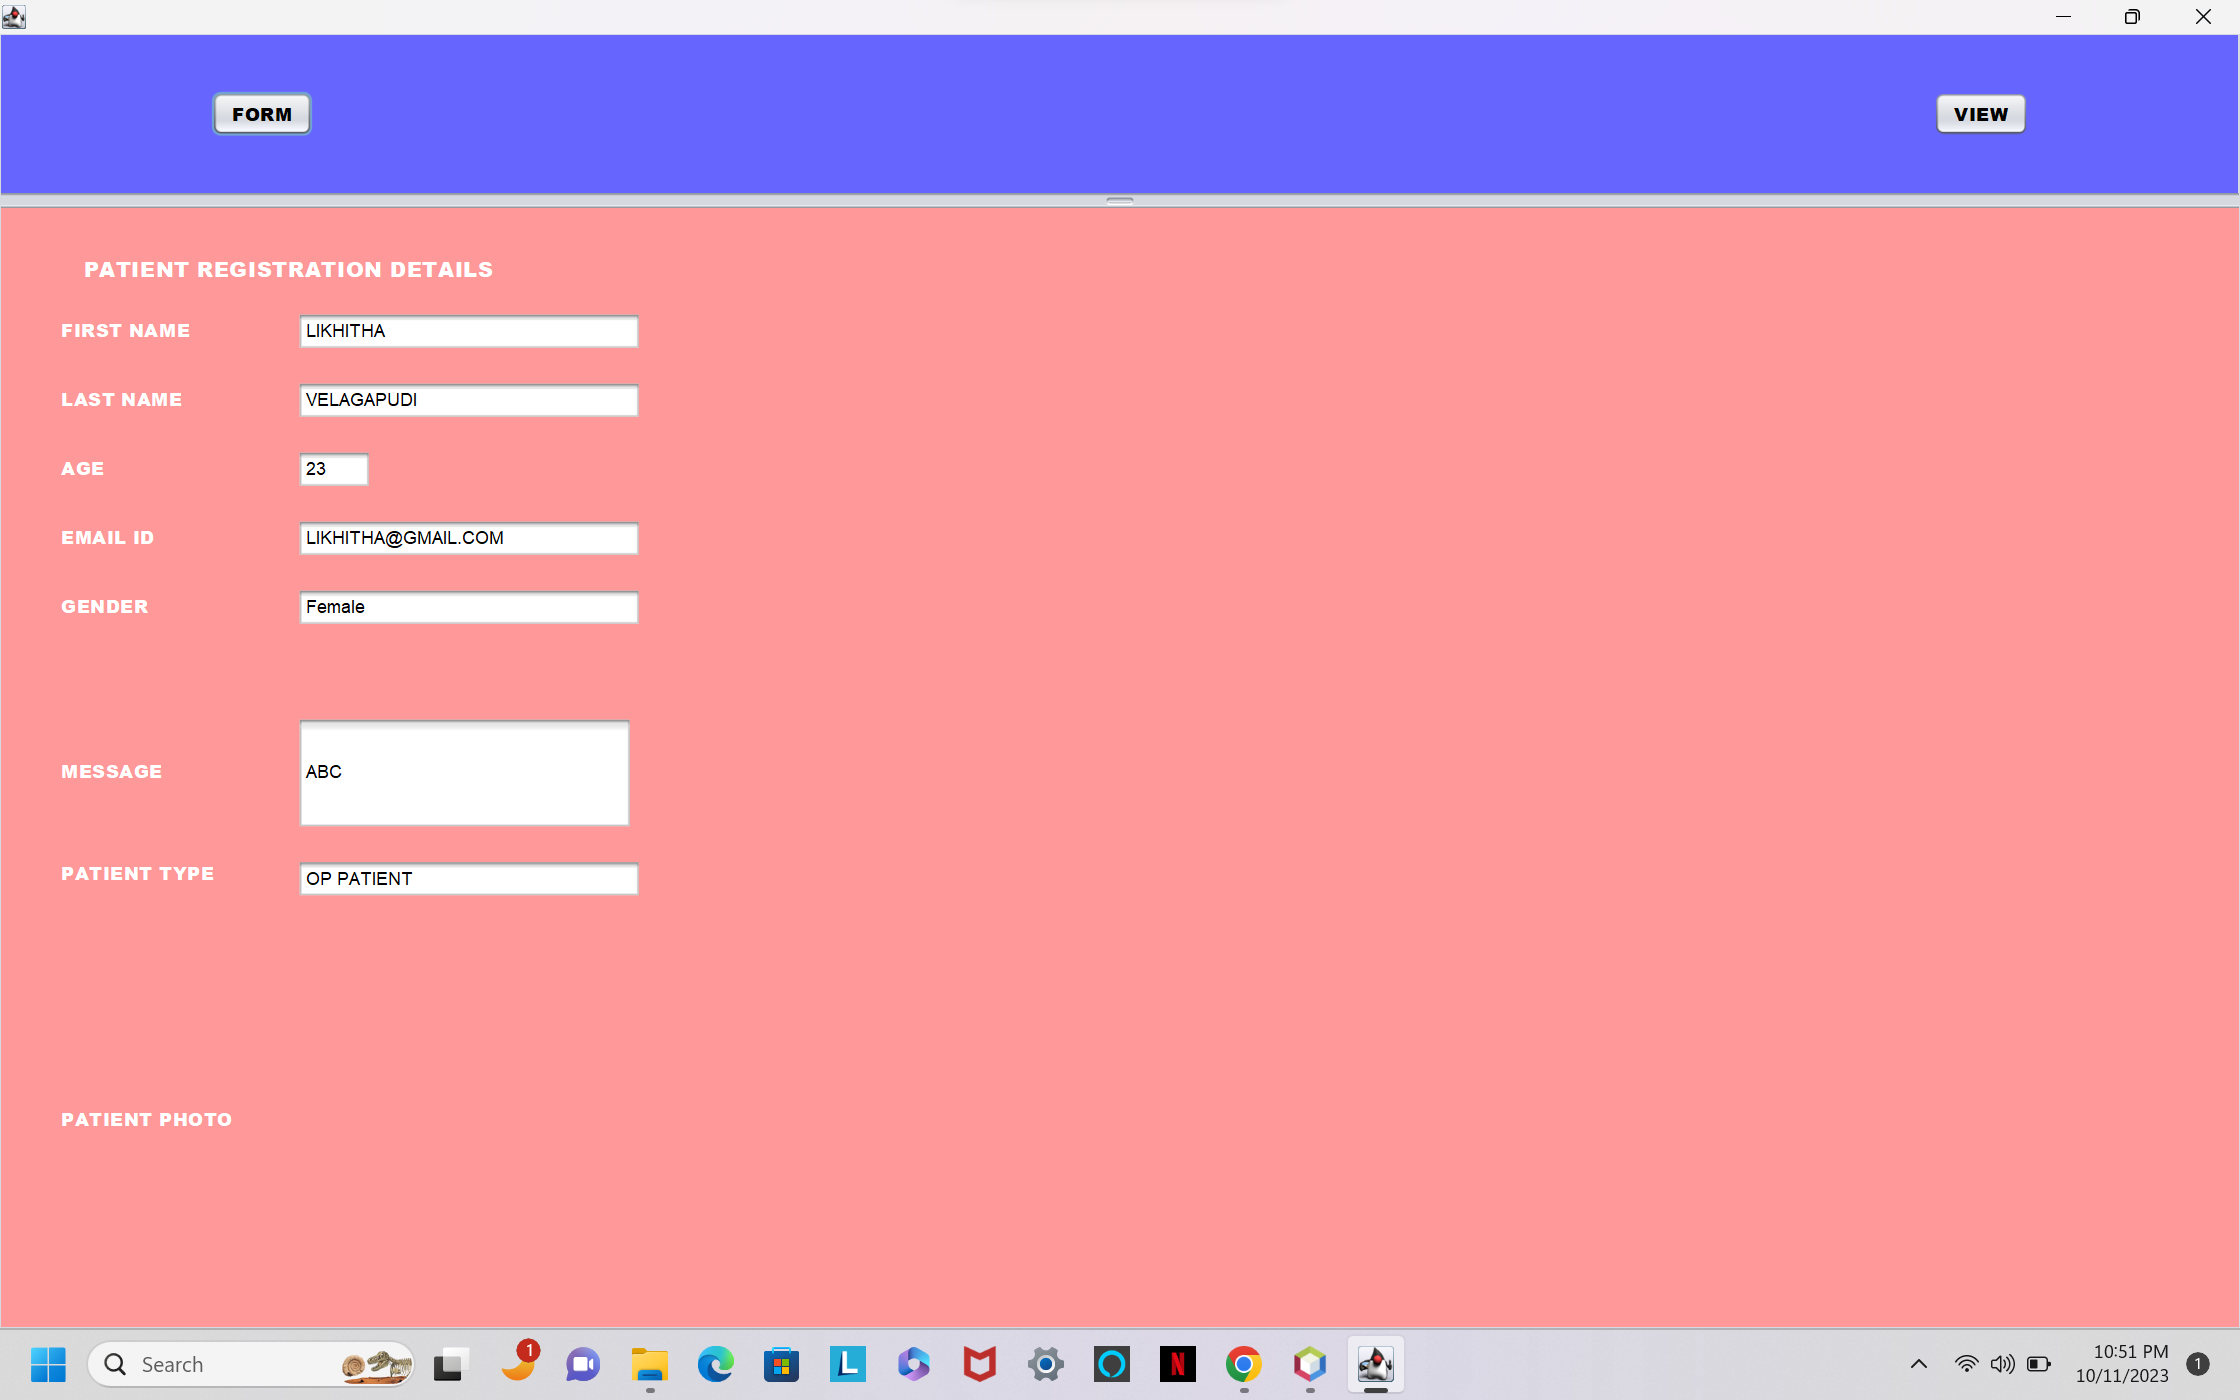 FORM
VIEW
PATIENT REGISTRATION DETAILS
FIRST NAME LIKHITHA
LAST NAME VELAGAPUDI
AGE 23
EMAIL ID LIKHITHA@GMAIL.COM
GENDER Female
MESSAGE ABC
PATIENT TYPE OP PATIENT
PATIENT PHOTO
Search
1
L
N
10:51 PM
10/11/2023
1